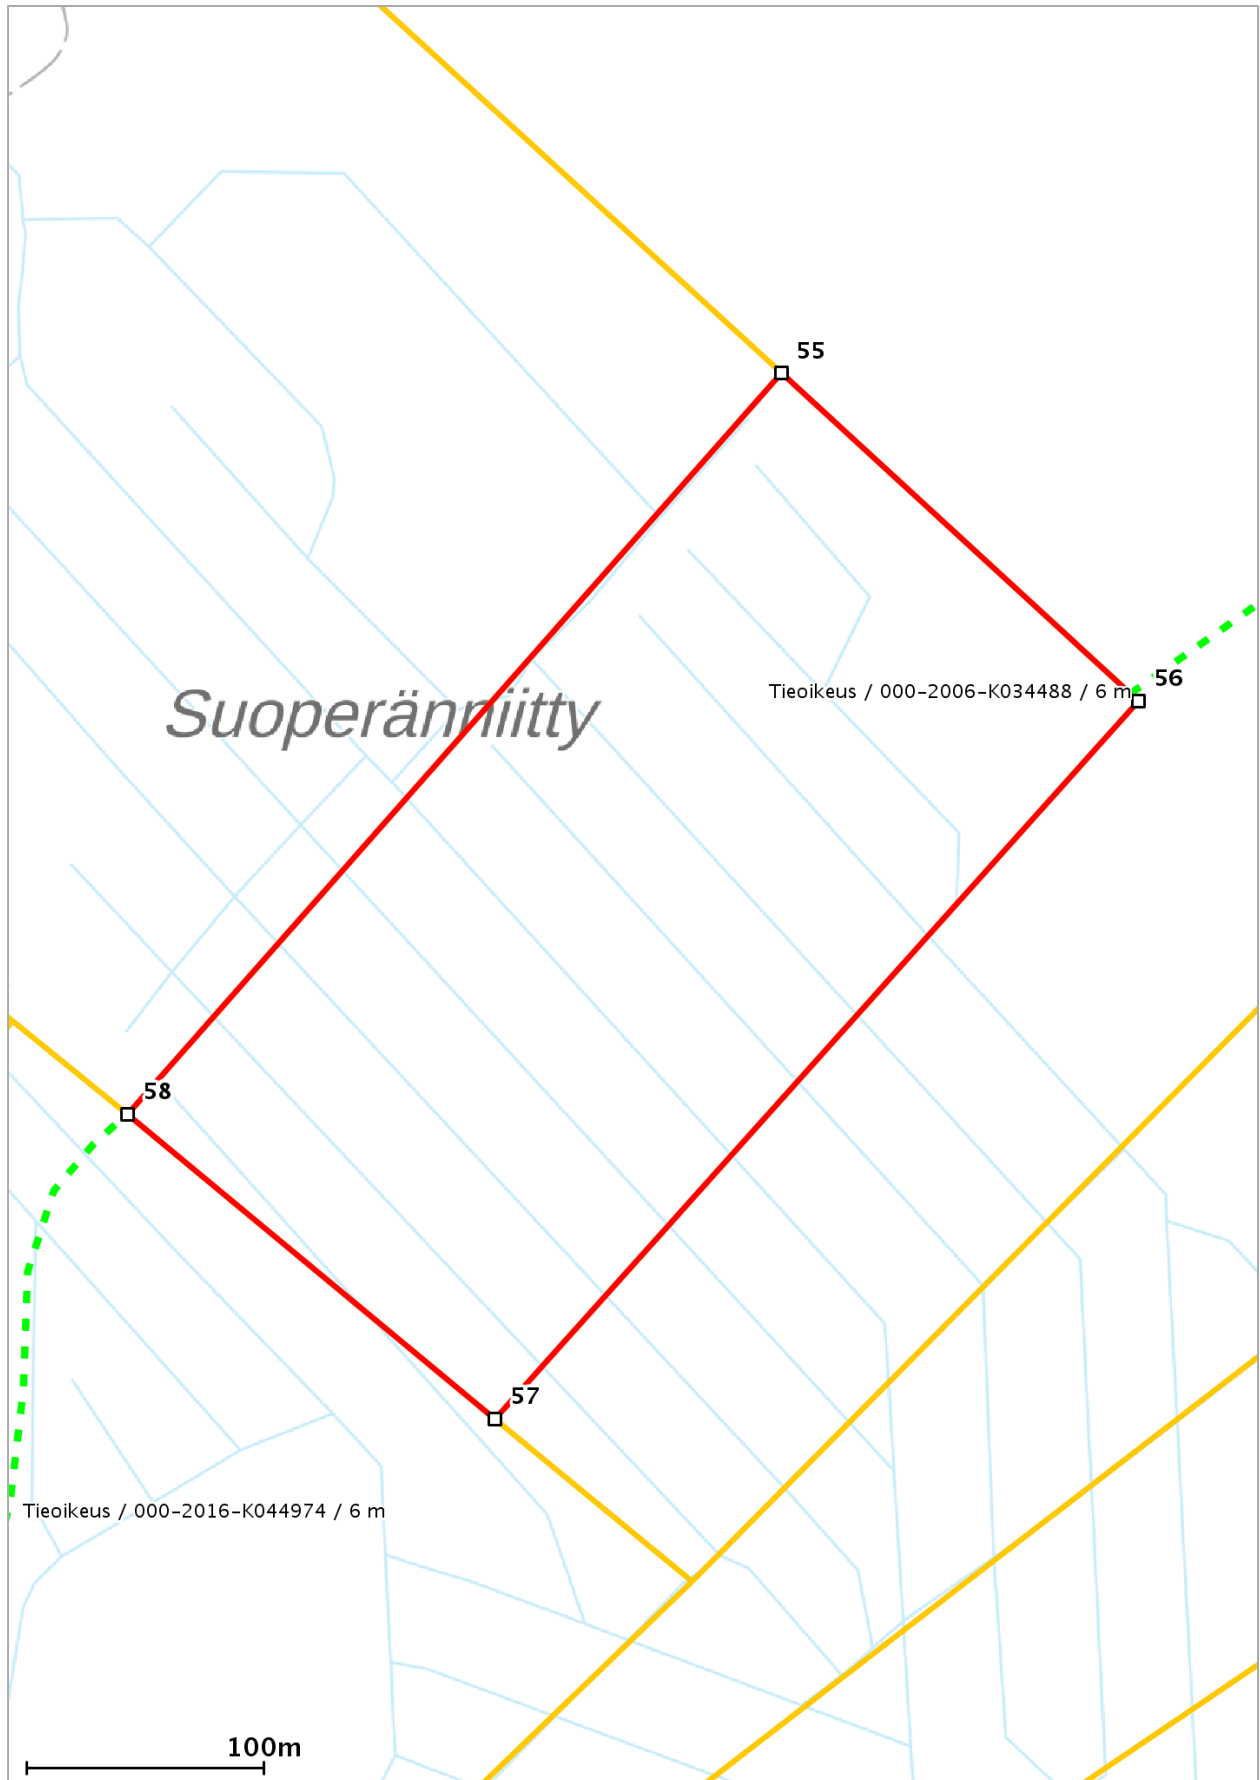 55
56
Tieoikeus / 000-2006-K034488 / 6 m
Suoperänniitty
58
57
Tieoikeus / 000-2016-K044974 / 6 m
100m